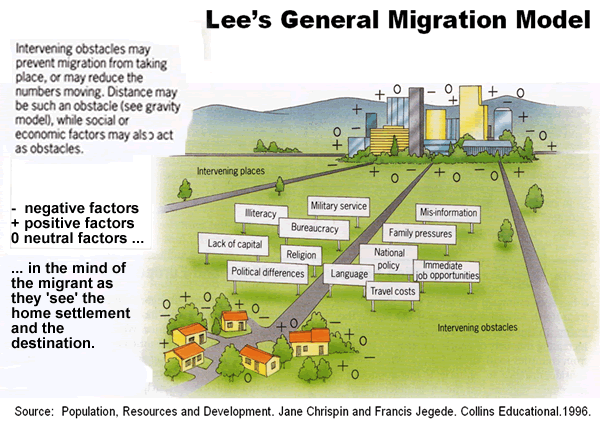 Lee's General Migration Model
Intervening obstacles may
prevent migration from taking
place, or may reduce the
numbers moving. Distance may
be such an obstacle (see gravity
model), while social or
economic factors may also act
as obstacles.
- negative factors
+ positive factors
0 neutral factors ...
... in the mind of
the migrant as
they 'see' the
home settlement
and the
destination.
Intervening places
Military service
Illiteracy
Mis-information
Bureaucracy
Family pressures
Lack of capital
Religion
National
policy
Political differences
Language
Immediate
job opportunities
Travel costs
Intervening obstacles
Source: Population, Resources and Development. Jane Chrispin and Francis Jegede. Collins Educational.1996.